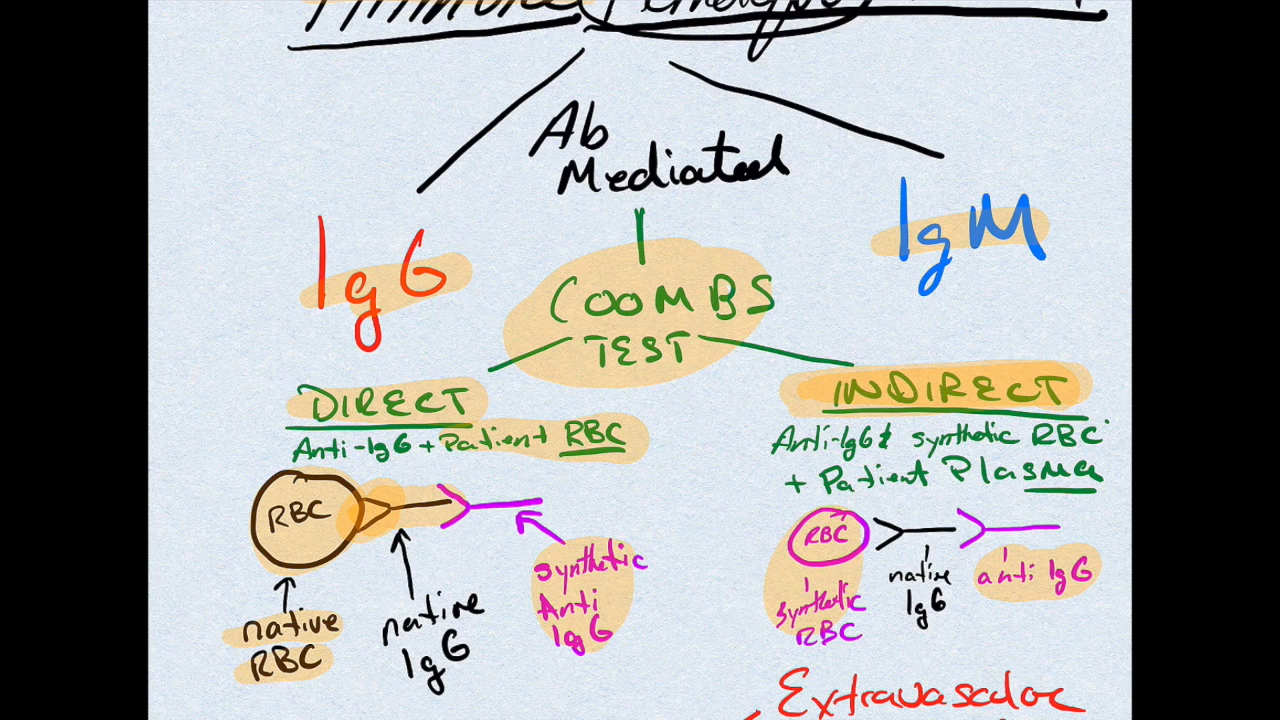 Immune
Ab
Mediated
IgG
IgM
COOMBS
TEST
DIRECT
Anti-IgG + Patient RBC
INDIRECT
Anti-IgG & synthetic RBC
+ Patient Plasma
RBC
native
RBC
native
IgG
synthetic
Anti
IgG
RBC
synthetic
RBC
native
IgG
anti IgG